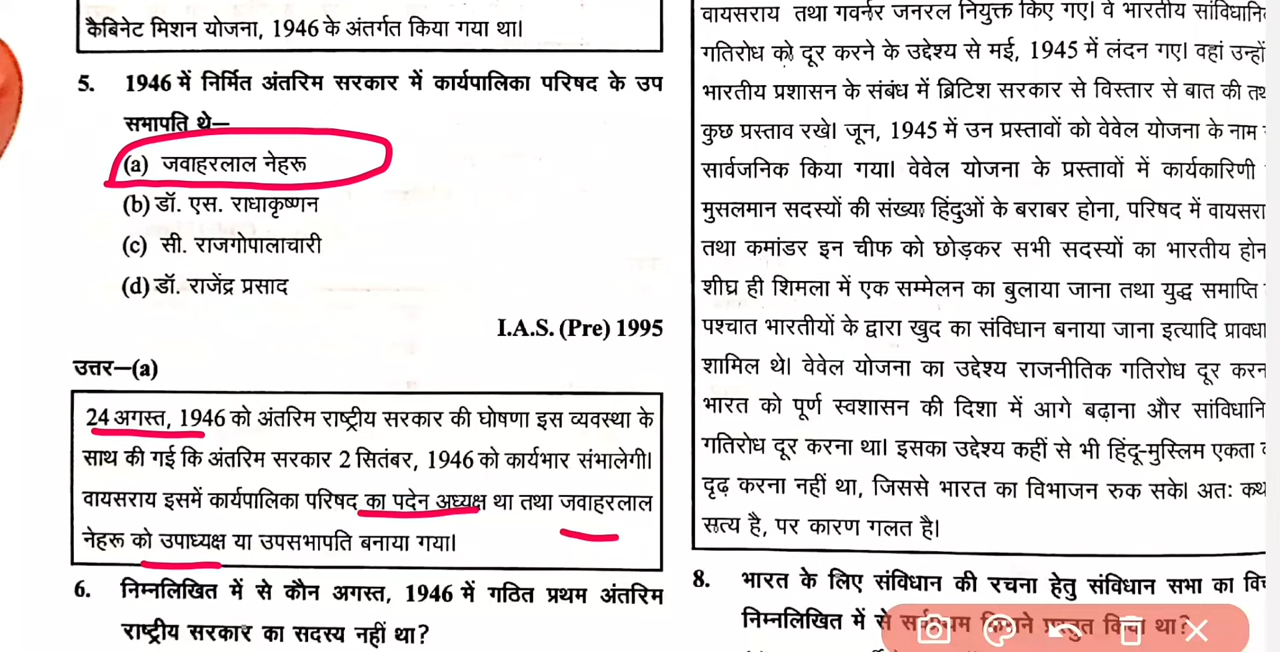 कैबिनेट मिशन योजना, 1946 के अंतर्गत किया गया था।
5. 1946 में निर्मित अंतरिम सरकार में कार्यपालिका परिषद के उप
सभापति थे—
(a) जवाहरलाल नेहरू
(b) डॉ. एस. राधाकृष्णन
(c) सी. राजगोपालाचारी
(d) डॉ. राजेंद्र प्रसाद
I.A.S. (Pre) 1995
उत्तर—(a)
24 अगस्त, 1946 को अंतरिम राष्ट्रीय सरकार की घोषणा इस व्यवस्था के
साथ की गई कि अंतरिम सरकार 2 सितंबर, 1946 को कार्यभार संभालेगी।
वायसराय इसमें कार्यपालिका परिषद का पदेन अध्यक्ष था तथा जवाहरलाल
नेहरू को उपाध्यक्ष या उपसभापति बनाया गया।
6. निम्नलिखित में से कौन अगस्त, 1946 में गठित प्रथम अंतरिम
राष्ट्रीय सरकार का सदस्य नहीं था?
वायसराय तथा गवर्नर जनरल नियुक्त किए गए। वे भारतीय
गतिरोध को दूर करने के उद्देश्य से मई, 1945 में लंदन गए। वहां
भारतीय प्रशासन के संबंध में ब्रिटिश सरकार से विस्तार से बात की
कुछ प्रस्ताव रखे। जून, 1945 में उन प्रस्तावों को वेवेल योजना के नाम
सार्वजनिक किया गया। वेवेल योजना के प्रस्तावों में कार्यकारिणी
मुसलमान सदस्यों की संख्या हिंदुओं के बराबर होना, परिषद में
तथा कमांडर इन चीफ को छोड़कर सभी सदस्यों का भारतीय
शीघ्र ही शिमला में एक सम्मेलन का बुलाया जाना तथा युद्ध समाप्ति
पश्चात भारतीयों के द्वारा खुद का संविधान बनाया जाना इत्यादि
शामिल थे। वेवेल योजना का उद्देश्य राजनीतिक गतिरोध दूर
भारत को पूर्ण स्वशासन की दिशा में आगे बढ़ाना और
गतिरोध दूर करना था। इसका उद्देश्य कहीं से भी हिंदू-मुस्लिम एकता
दृढ़ करना नहीं था, जिससे भारत का विभाजन रुक सके। अतः
सत्य है, पर कारण गलत है।
8. भारत के लिए संविधान की रचना हेतु संविधान सभा का
निम्नलिखित में से